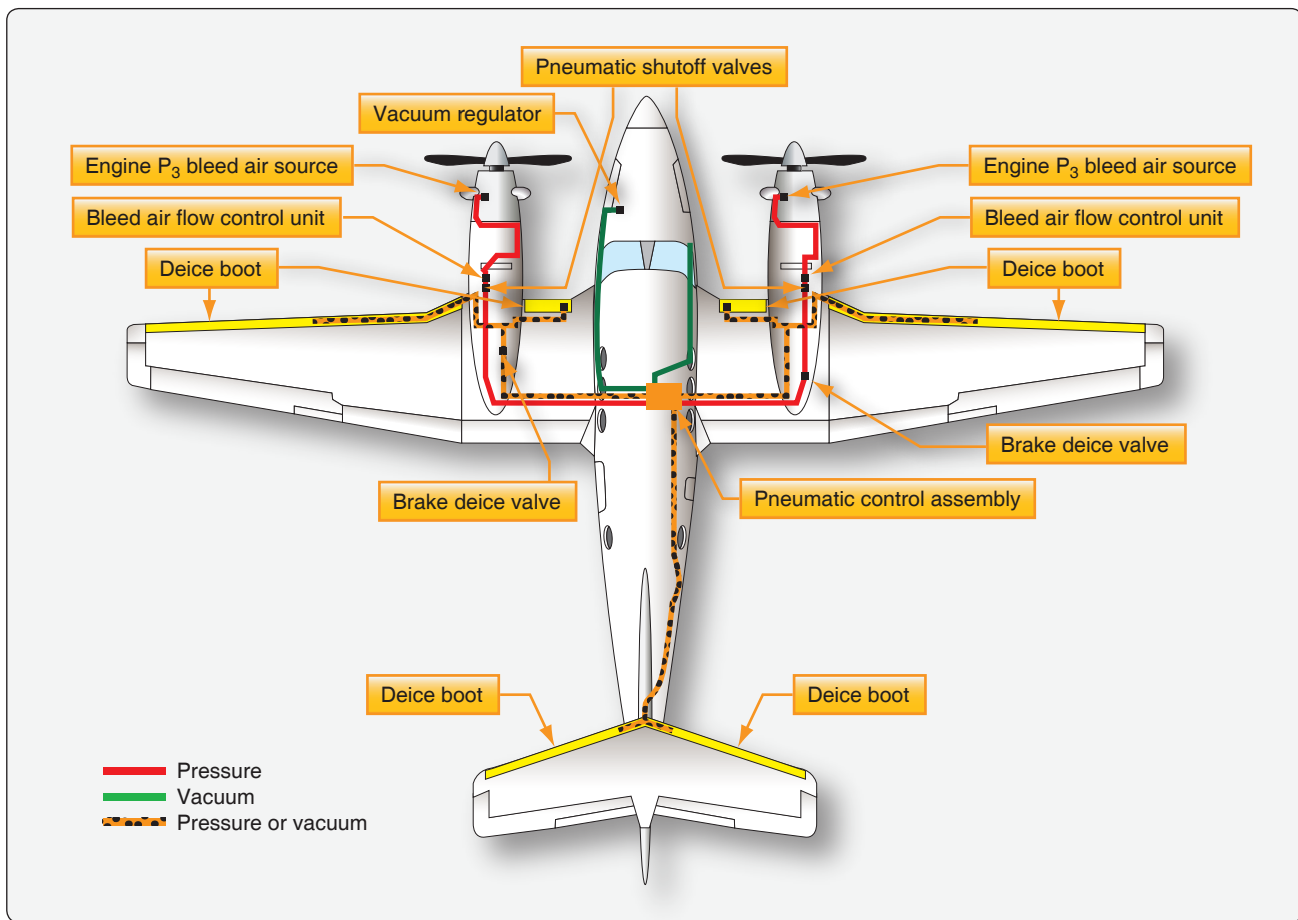 Pneumatic shutoff valves
Vacuum regulator
Engine P3 bleed air source
Engine P3 bleed air source
Bleed air flow control unit
Bleed air flow control unit
Deice boot
Deice boot
Brake deice valve
Brake deice valve
Pneumatic control assembly
Deice boot
Deice boot
Pressure
Vacuum
Pressure or vacuum